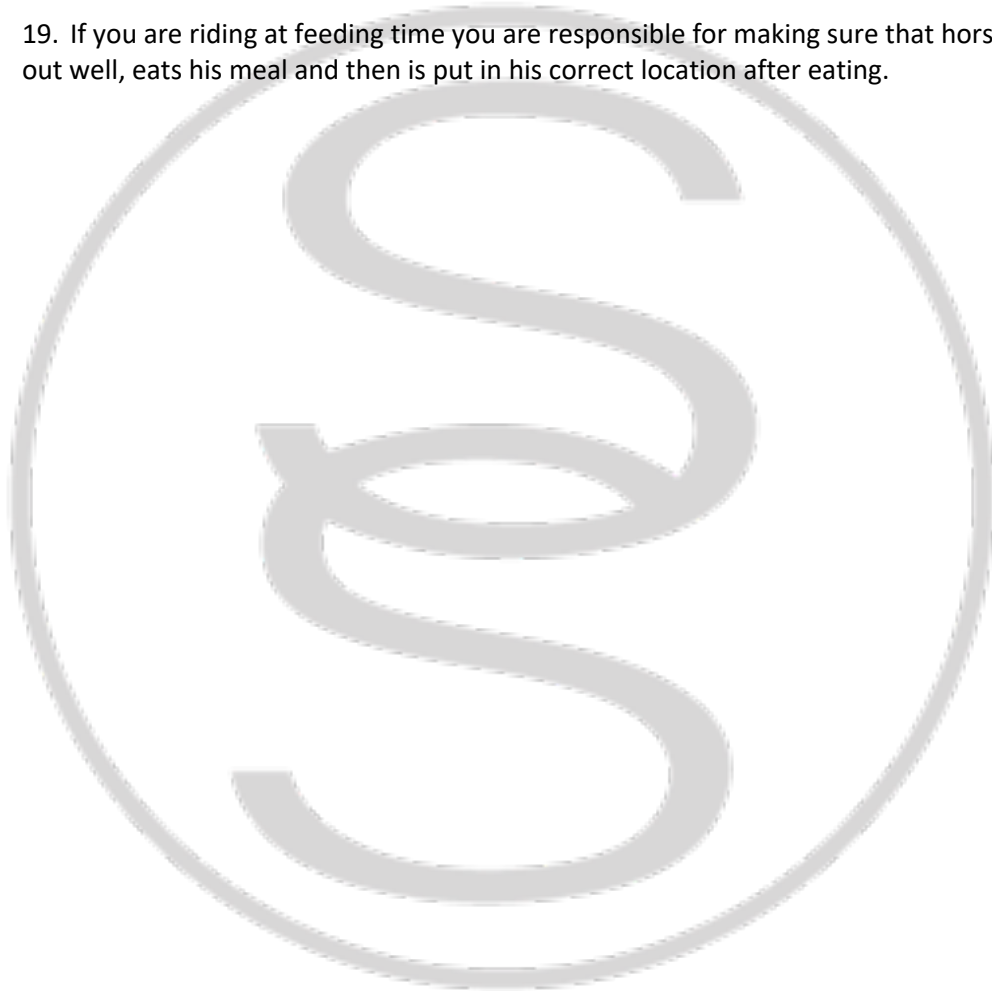 19. If you are riding at feeding time you are responsible for making sure that hors
out well, eats his meal and then is put in his correct location after eating.
S
S